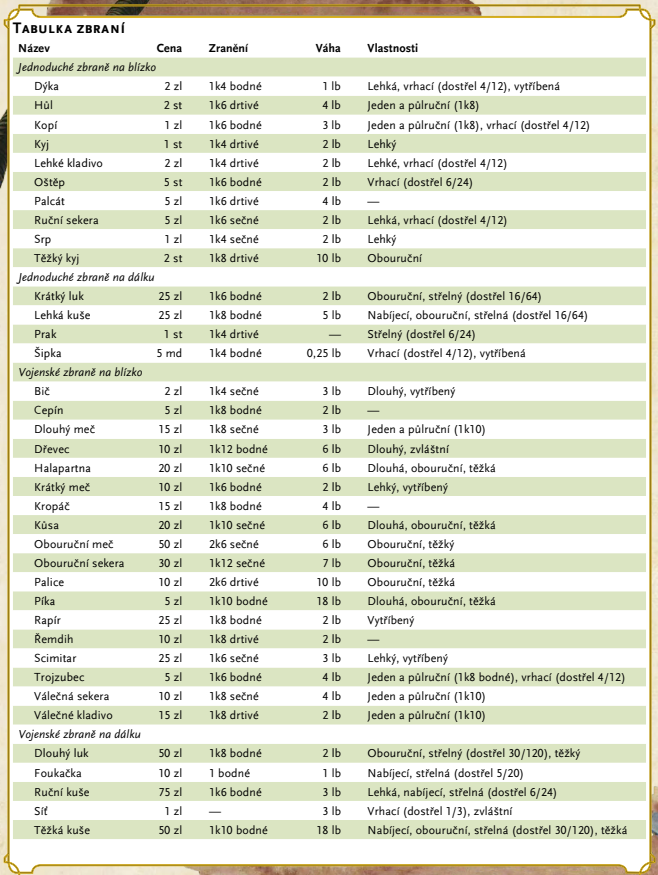 TABULKA ZBRANÍ
Název Cena Zranění Váha Vlastnosti
Jednoduché zbraně na blízko
Dýka 2 zl 1k4 bodné 1 lb Lehká, vrhací (dostřel 4/12), vytříbená
Hůl 2 st 1k6 drtivé 4 lb Jeden a půlruční (1k8)
Kopí 1 zl 1k6 bodné 3 lb Jeden a půlruční (1k8), vrhací (dostřel 4/12)
Kyj 1 st 1k4 drtivé 2 lb Lehký
Lehké kladivo 2 zl 1k4 drtivé 2 lb Lehké, vrhací (dostřel 4/12)
Oštěp 5 st 1k6 bodné 2 lb Vrhací (dostřel 6/24)
Palcát 5 zl 1k6 drtivé 4 lb —
Ruční sekera 5 zl 1k6 sečné 2 lb Lehká, vrhací (dostřel 4/12)
Srp 1 zl 1k4 sečné 2 lb Lehký
Těžký kyj 2 st 1k8 drtivé 10 lb Obouruční
Jednoduché zbraně na dálku
Krátký luk 25 zl 1k6 bodné 2 lb Obouruční, střelný (dostřel 16/64)
Lehká kuše 25 zl 1k8 bodné 5 lb Nabíjecí, obouruční, střelná (dostřel 16/64)
Prak 1 st 1k4 drtivé — Střelný (dostřel 6/24)
Šipka 5 md 1k4 bodné 0,25 lb Vrhací (dostřel 4/12), vytříbená
Vojenské zbraně na blízko
Bič 2 zl 1k4 sečné 3 lb Dlouhý, vytříbený
Cepín 5 zl 1k8 bodné 2 lb —
Dlouhý meč 15 zl 1k8 sečné 3 lb Jeden a půlruční (1k10)
Dřevec 10 zl 1k12 bodné 6 lb Dlouhý, zvláštní
Halapartna 20 zl 1k10 sečné 6 lb Dlouhá, obouruční, těžká
Krátký meč 10 zl 1k6 bodné 2 lb Lehký, vytříbený
Kropáč 15 zl 1k8 bodné 4 lb —
Kůsa 20 zl 1k10 sečné 6 lb Dlouhá, obouruční, těžká
Obouruční meč 50 zl 2k6 sečné 6 lb Obouruční, těžký
Obouruční sekera 30 zl 1k12 sečné 7 lb Obouruční, těžká
Palice 10 zl 2k6 drtivé 10 lb Obouruční, těžká
Píka 5 zl 1k10 bodné 18 lb Dlouhá, obouruční, těžká
Rapír 25 zl 1k8 bodné 2 lb Vytříbený
Řemdih 10 zl 1k8 drtivé 2 lb —
Scimitar 25 zl 1k6 sečné 3 lb Lehký, vytříbený
Trojzubec 5 zl 1k6 bodné 4 lb Jeden a půlruční (1k8 bodné), vrhací (dostřel 4/12)
Válečná sekera 10 zl 1k8 sečné 4 lb Jeden a půlruční (1k10)
Válečné kladivo 15 zl 1k8 drtivé 2 lb Jeden a půlruční (1k10)
Vojenské zbraně na dálku
Dlouhý luk 50 zl 1k8 bodné 2 lb Obouruční, střelný (dostřel 30/120), těžký
Foukačka 10 zl 1 bodné 1 lb Nabíjecí, střelná (dostřel 5/20)
Ruční kuše 75 zl 1k6 bodné 3 lb Lehká, nabíjecí, střelná (dostřel 6/24)
Síť 1 zl — 3 lb Vrhací (dostřel 1/3), zvláštní
Těžká kuše 50 zl 1k10 bodné 18 lb Nabíjecí, obouruční, střelná (dostřel 30/120), těžká